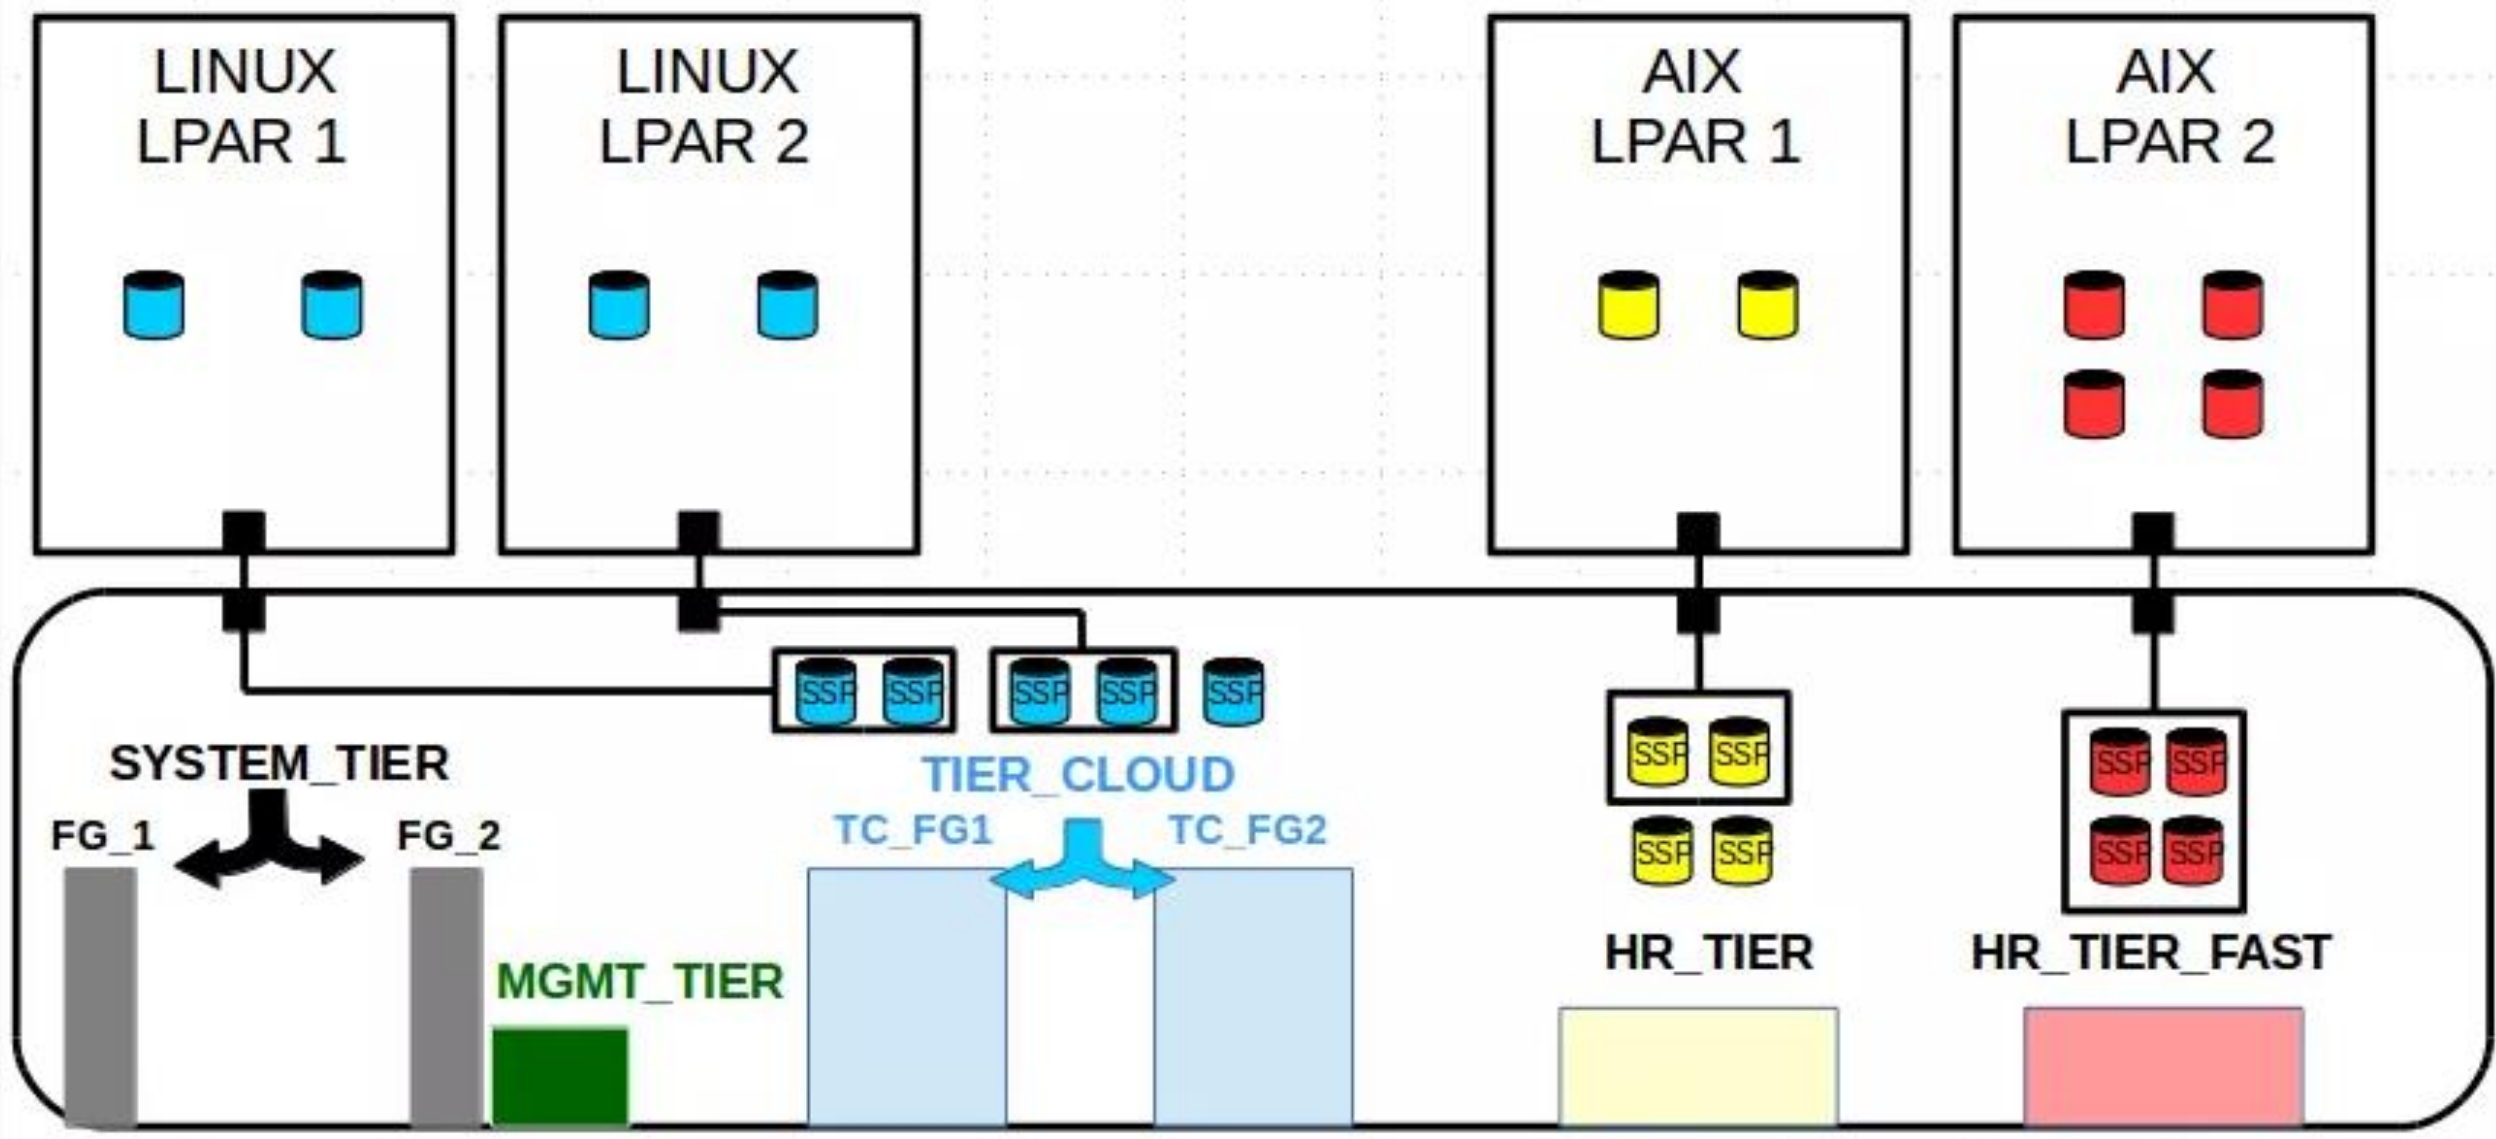 LINUX
LPAR 1
LINUX
LPAR 2
AIX
LPAR 1
AIX
LPAR 2
SSP SSP SSP SSP SSP
SYSTEM_TIER
FG_1
FG_2
MGMT_TIER
TIER_CLOUD
TC_FG1
TC_FG2
SSP SSP
SSP SSP
HR_TIER
SSP SSP
SSP SSP
HR_TIER_FAST